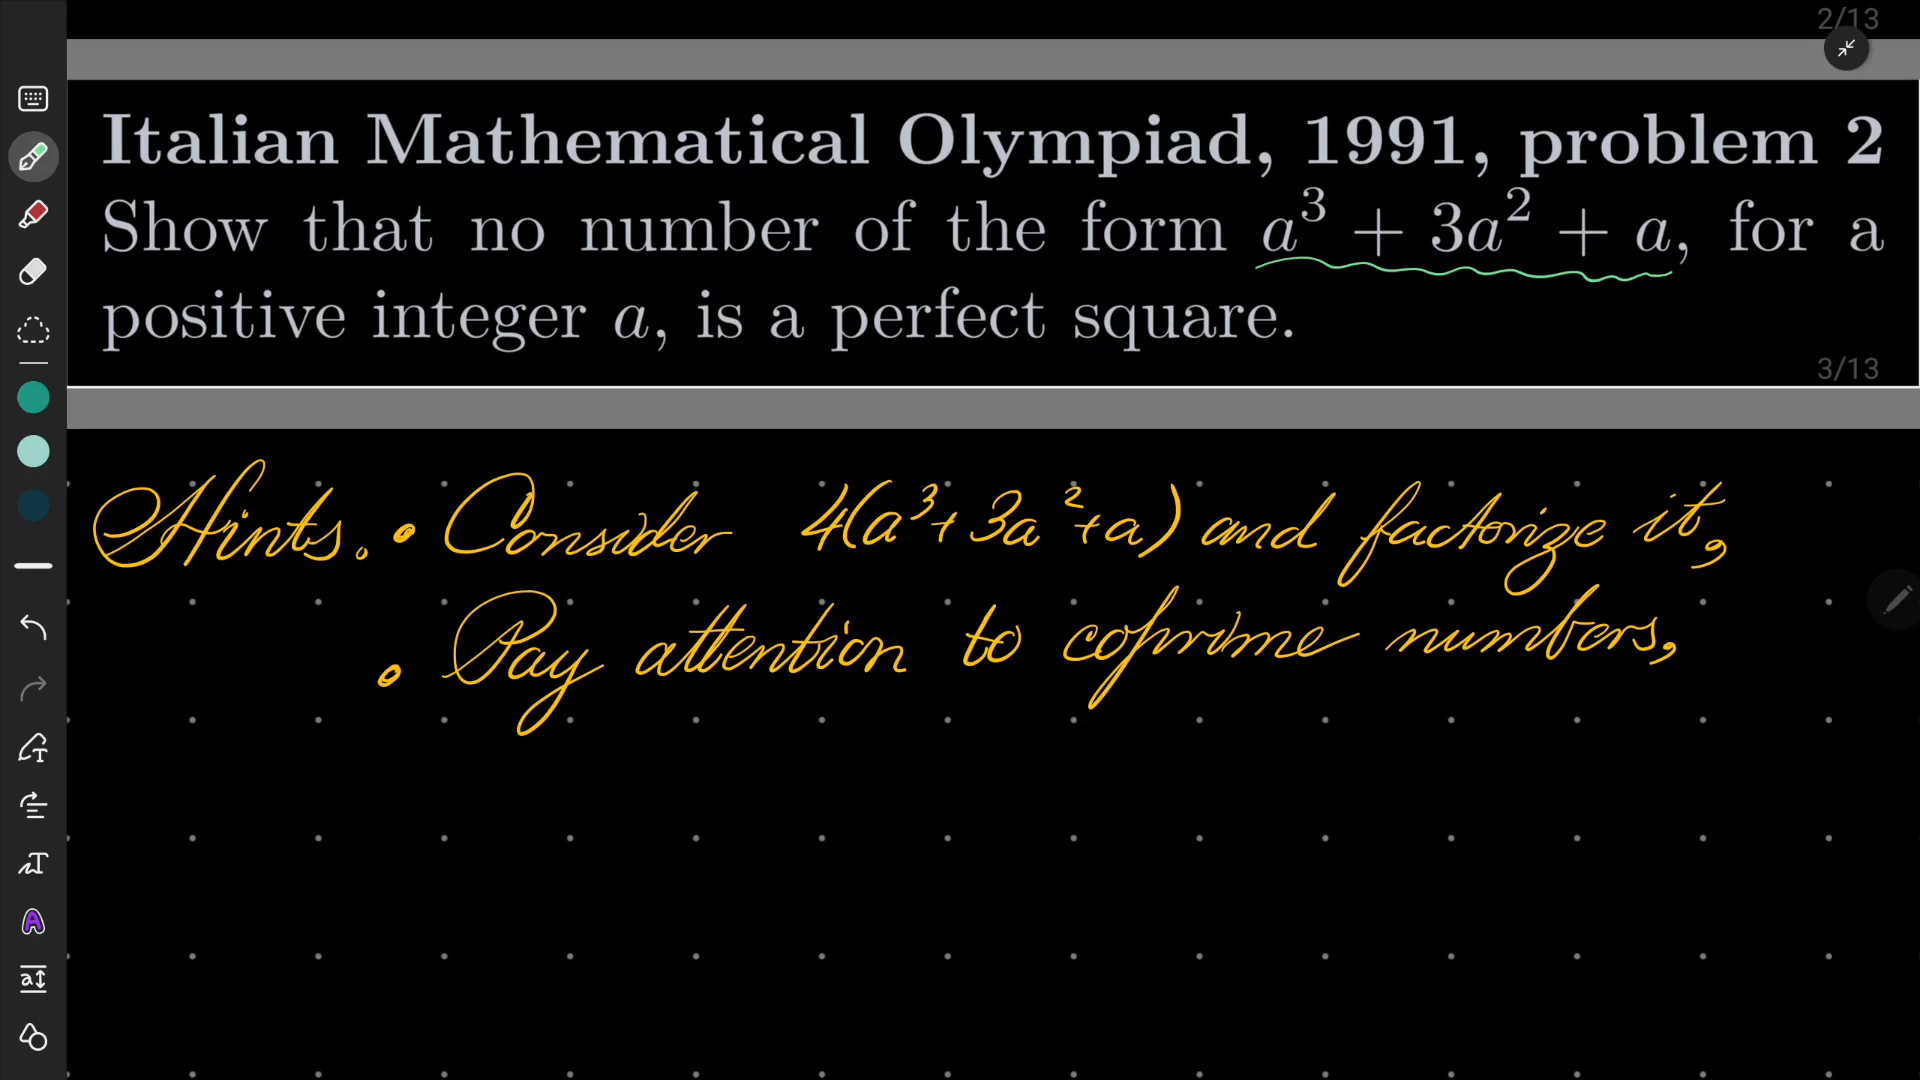 2/13
Italian Mathematical Olympiad, 1991, problem 2
Show that no number of the form a³ + 3a² + a, for a
positive integer a, is a perfect square.
3/13
Hints. • Consider 4(a³+3a²+a) and factorize it,
• Pay attention to coprime numbers,